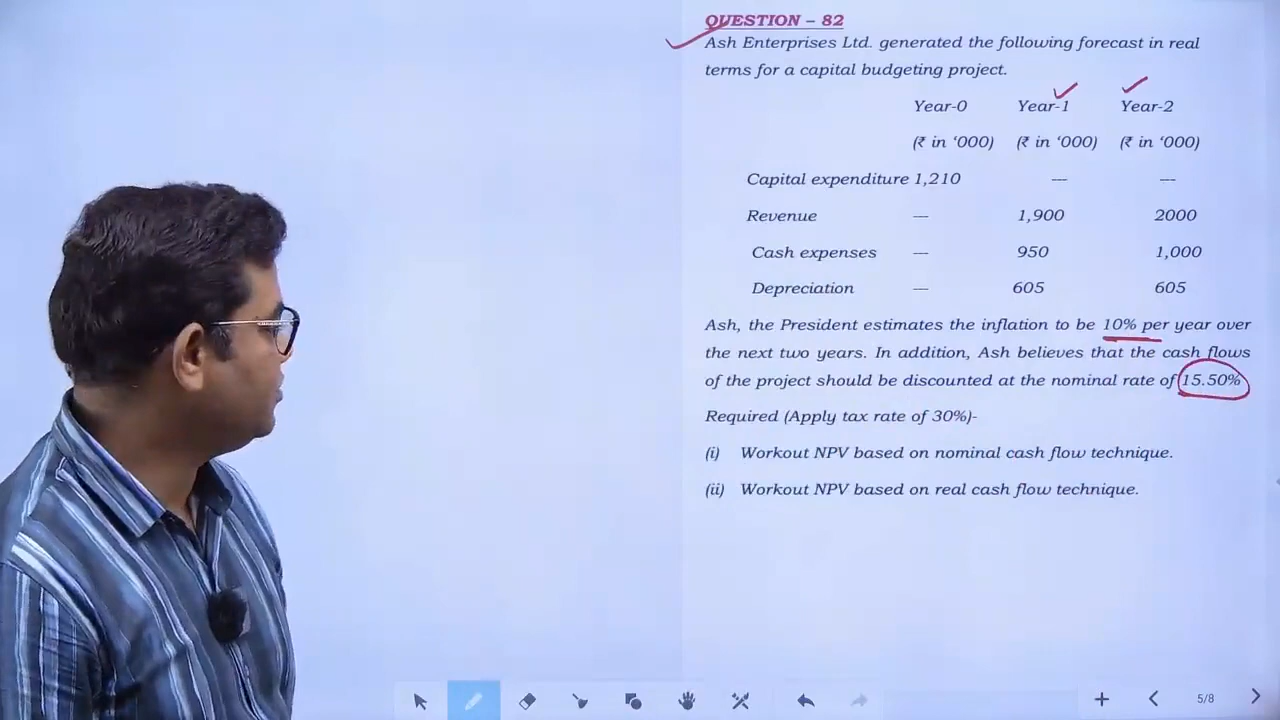 QUESTION – 82
Ash Enterprises Ltd. generated the following forecast in real
terms for a capital budgeting project.
Year-0 Year-1 Year-2
(₹ in ‘000) (₹ in ‘000) (₹ in ‘000)
Capital expenditure 1,210 --- ---
Revenue --- 1,900 2000
Cash expenses --- 950 1,000
Depreciation --- 605 605
Ash, the President estimates the inflation to be 10% per year over
the next two years. In addition, Ash believes that the cash flows
of the project should be discounted at the nominal rate of 15.50%
Required (Apply tax rate of 30%)-
(i) Workout NPV based on nominal cash flow technique.
(ii) Workout NPV based on real cash flow technique.
5/8